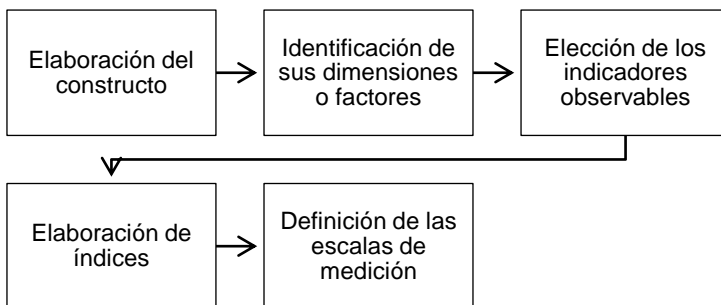 Elaboración del
constructo
Identificación de
sus dimensiones
o factores
Elección de los
indicadores
observables
Elaboración de
índices
Definición de las
escalas de
medición